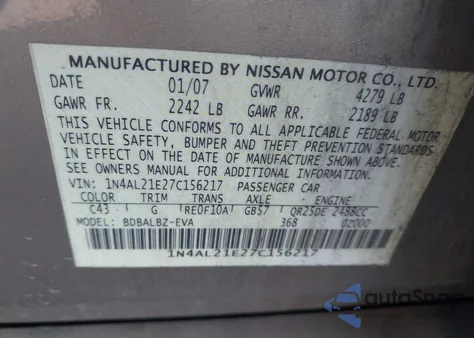 MANUFACTURED BY NISSAN MOTOR CO., LTD.
DATE 01/07 GVWR 4279 LB
GAWR FR. 2242 LB GAWR RR. 2189 LB
THIS VEHICLE CONFORMS TO ALL APPLICABLE FEDERAL MOTOR
VEHICLE SAFETY, BUMPER AND THEFT PREVENTION STANDARDS
IN EFFECT ON THE DATE OF MANUFACTURE SHOWN ABOVE.
SEE OWNERS MANUAL FOR ADDITIONAL INFORMATION.
VIN: 1N4AL21E27C156217 PASSENGER CAR
COLOR TRIM TRANS AXLE ENGINE
C43 G RE0F10A GB57 QR25DE 2488CC
MODEL: BDBALBZ-EVA 368 02000
1N4AL21E27C156217
autoSnap